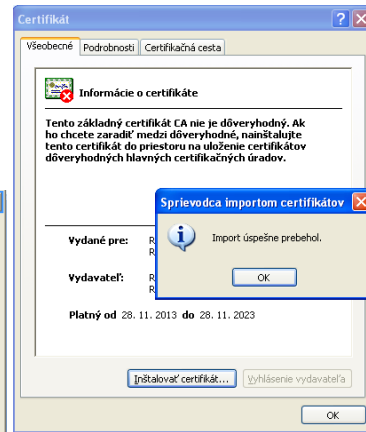 Certifikát
Všeobecné Podrobnosti Certifikačná cesta
Informácie o certifikáte
Tento základný certifikát CA nie je dôveryhodný. Ak
ho chcete zaradiť medzi dôveryhodné, nainštalujte
tento certifikát do priestoru na uloženie certifikátov
dôveryhodných hlavných certifikačných úradov.
Sprievodca importom certifikátov
Import úspešne prebehol.
OK
Vydané pre:
Vydavateľ:
Platný od 28. 11. 2013 do 28. 11. 2023
Inštalovať certifikát... Vyhlásenie vydavateľa
OK